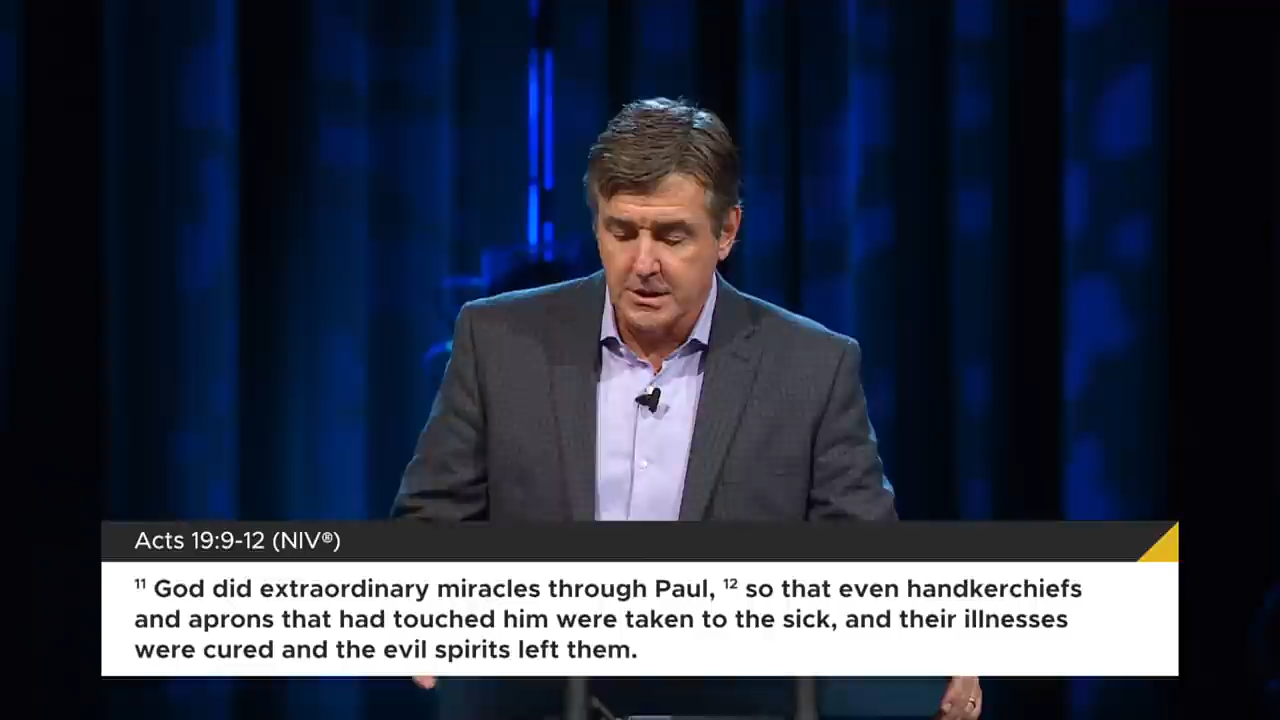 Acts 19:9-12 (NIV®)
¹¹ God did extraordinary miracles through Paul, ¹² so that even handkerchiefs
and aprons that had touched him were taken to the sick, and their illnesses
were cured and the evil spirits left them.